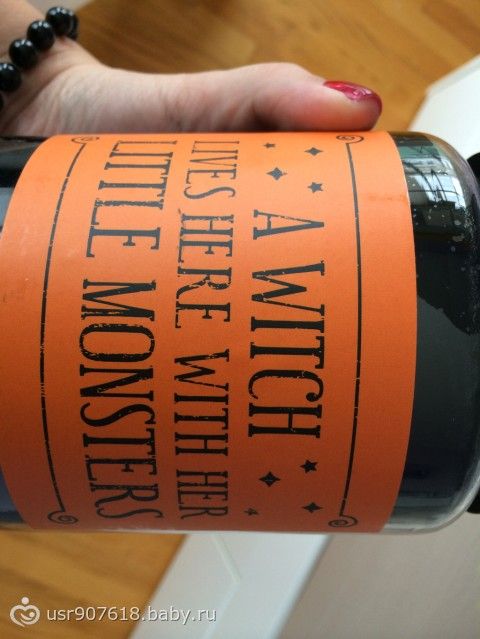 A WITCH
LIVES HERE WITH HER
LITTLE MONSTERS
usr907618.baby.ru